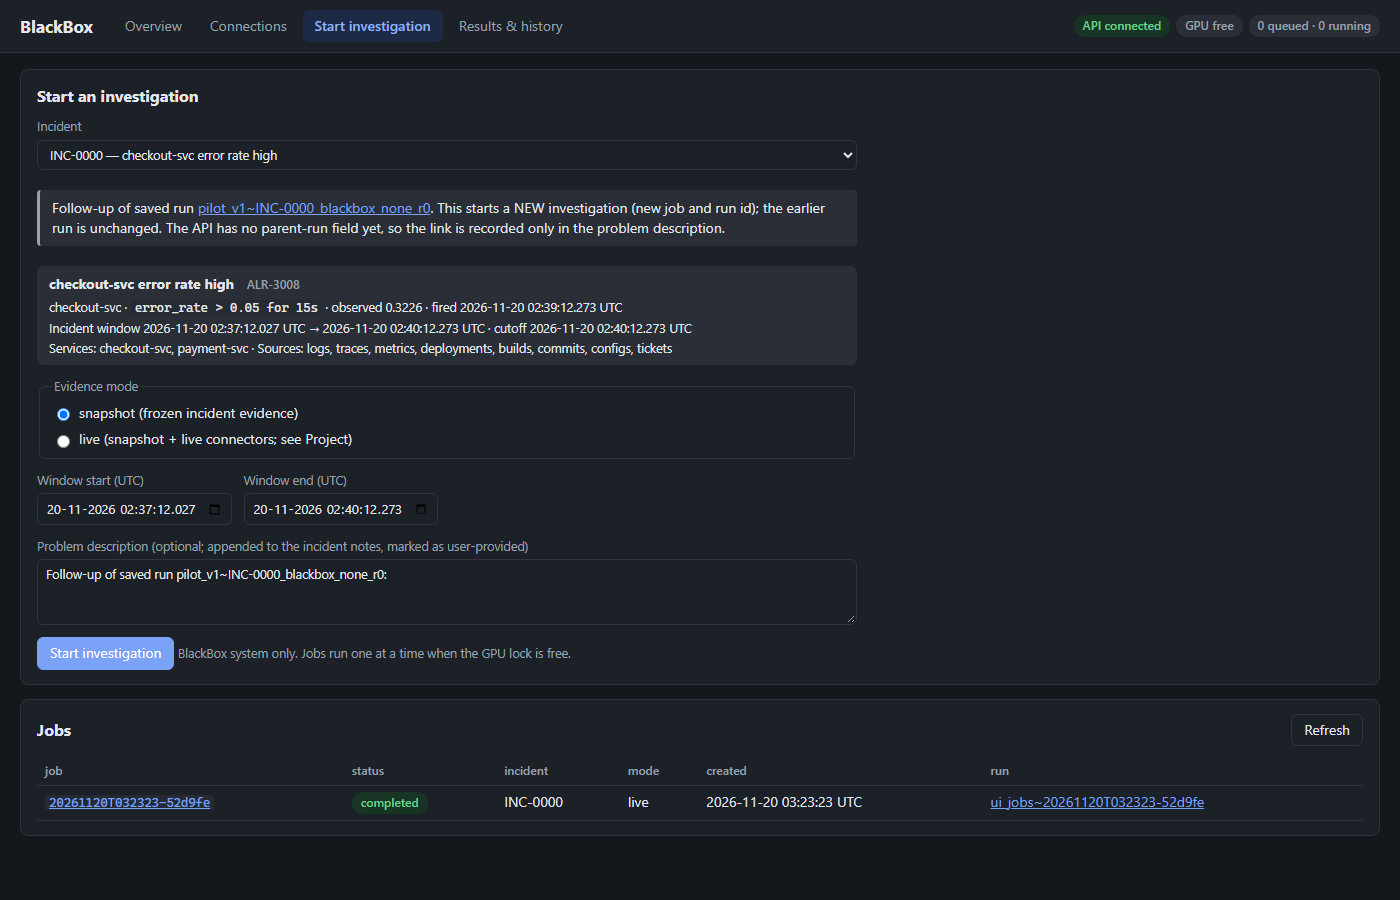 BlackBox Overview Connections Start investigation Results & history API connected GPU free 0 queued · 0 running
Start an investigation
Incident
INC-0000 — checkout-svc error rate high
Follow-up of saved run pilot_v1~INC-0000_blackbox_none_r0. This starts a NEW investigation (new job and run id); the earlier
run is unchanged. The API has no parent-run field yet, so the link is recorded only in the problem description.
checkout-svc error rate high ALR-3008
checkout-svc · error_rate > 0.05 for 15s · observed 0.3226 · fired 2026-11-20 02:39:12.273 UTC
Incident window 2026-11-20 02:37:12.027 UTC → 2026-11-20 02:40:12.273 UTC · cutoff 2026-11-20 02:40:12.273 UTC
Services: checkout-svc, payment-svc · Sources: logs, traces, metrics, deployments, builds, commits, configs, tickets
Evidence mode
snapshot (frozen incident evidence)
live (snapshot + live connectors; see Project)
Window start (UTC) Window end (UTC)
20-11-2026 02:37:12.027 20-11-2026 02:40:12.273
Problem description (optional; appended to the incident notes, marked as user-provided)
Follow-up of saved run pilot_v1~INC-0000_blackbox_none_r0:
Start investigation BlackBox system only. Jobs run one at a time when the GPU lock is free.
Jobs Refresh
job status incident mode created run
20261120T032323-52d9fe completed INC-0000 live 2026-11-20 03:23:23 UTC ui_jobs~20261120T032323-52d9fe